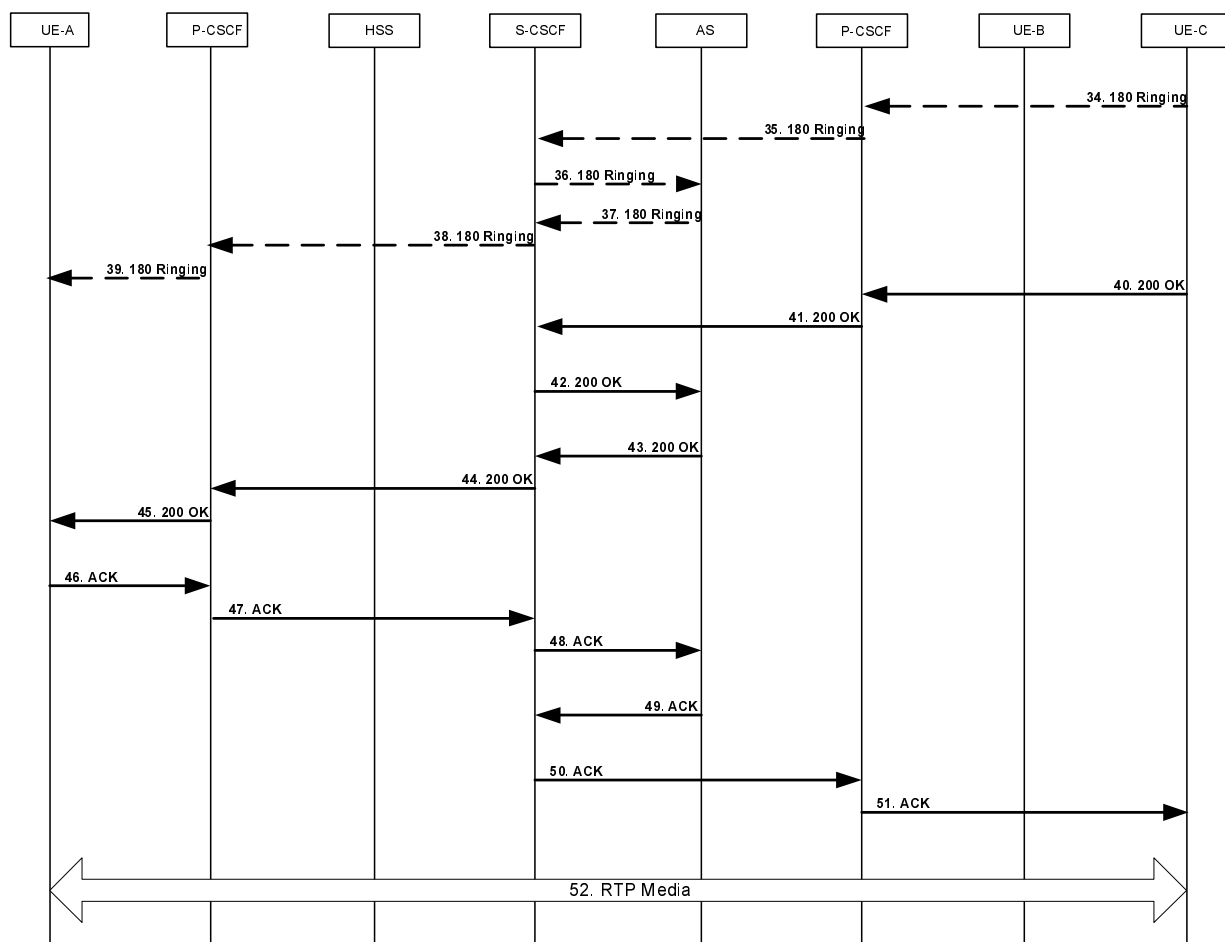 UE-A
P-CSCF
HSS
S-CSCF
AS
P-CSCF
UE-B
UE-C
34. 180 Ringing
35. 180 Ringing
36. 180 Ringing
37. 180 Ringing
38. 180 Ringing
39. 180 Ringing
40. 200 OK
41. 200 OK
42. 200 OK
43. 200 OK
44. 200 OK
45. 200 OK
46. ACK
47. ACK
48. ACK
49. ACK
50. ACK
51. ACK
52. RTP Media